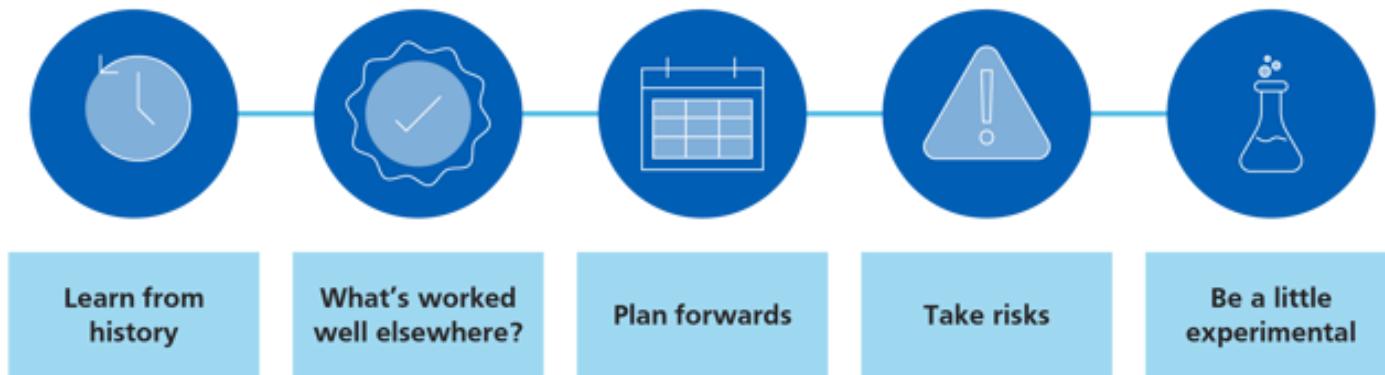 Learn from
history
What's worked
well elsewhere?
Plan forwards
Take risks
Be a little
experimental